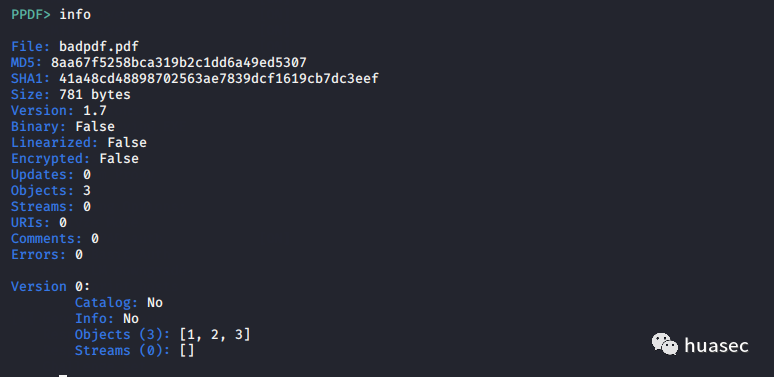 PPDF> info
File: badpdf.pdf
MD5: 8aa67f5258bca319b2c1dd6a49ed5307
SHA1: 41a48cd48898702563ae7839dcf1619cb7dc3eef
Size: 781 bytes
Version: 1.7
Binary: False
Linearized: False
Encrypted: False
Updates: 0
Objects: 3
Streams: 0
URIs: 0
Comments: 0
Errors: 0
Version 0:
Catalog: No
Info: No
Objects (3): [1, 2, 3]
Streams (0): []
huasec